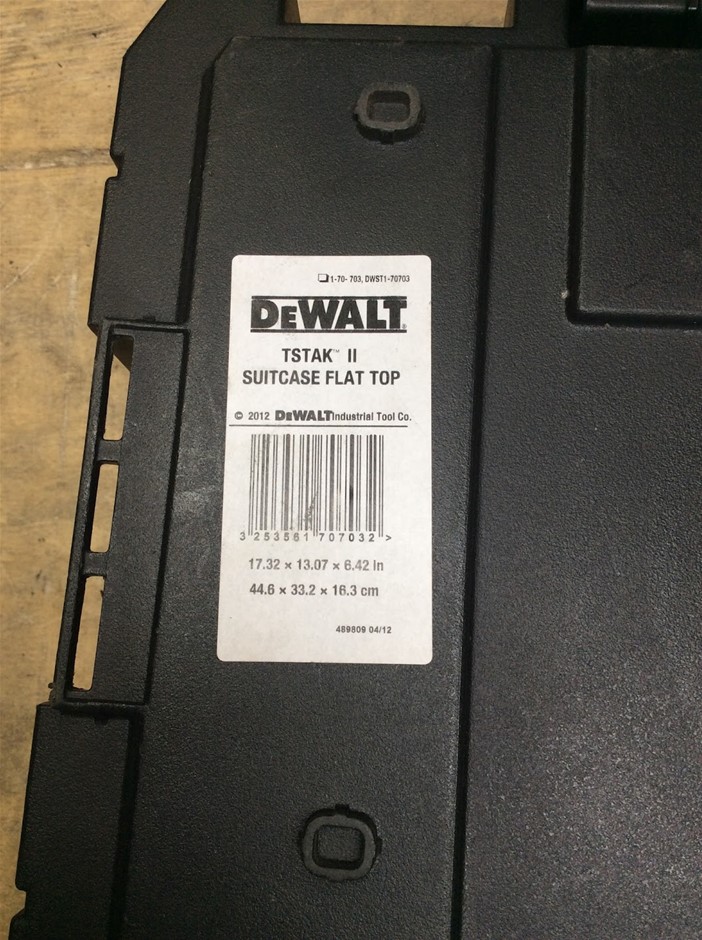 1-70- 703, DWST1-70703
DEWALT®
TSTAK™ II
SUITCASE FLAT TOP
© 2012 DEWALT Industrial Tool Co.
3 253561 707032 >
17.32 × 13.07 × 6.42 in
44.6 × 33.2 × 16.3 cm
489809 04/12